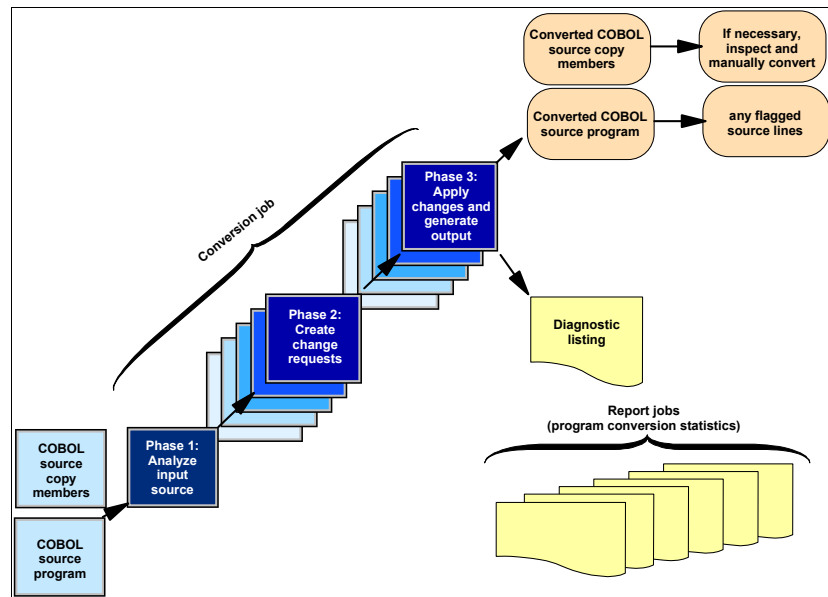 Converted COBOL
source copy
members
If necessary,
inspect and
manually convert
Converted COBOL
source program
any flagged
source lines
Conversion job
Phase 3:
Apply
changes and
generate
output
Phase 2:
Create
change
requests
Diagnostic
listing
Report jobs
(program conversion statistics)
COBOL
source
copy
members
Phase 1:
Analyze
input
source
COBOL
source
program